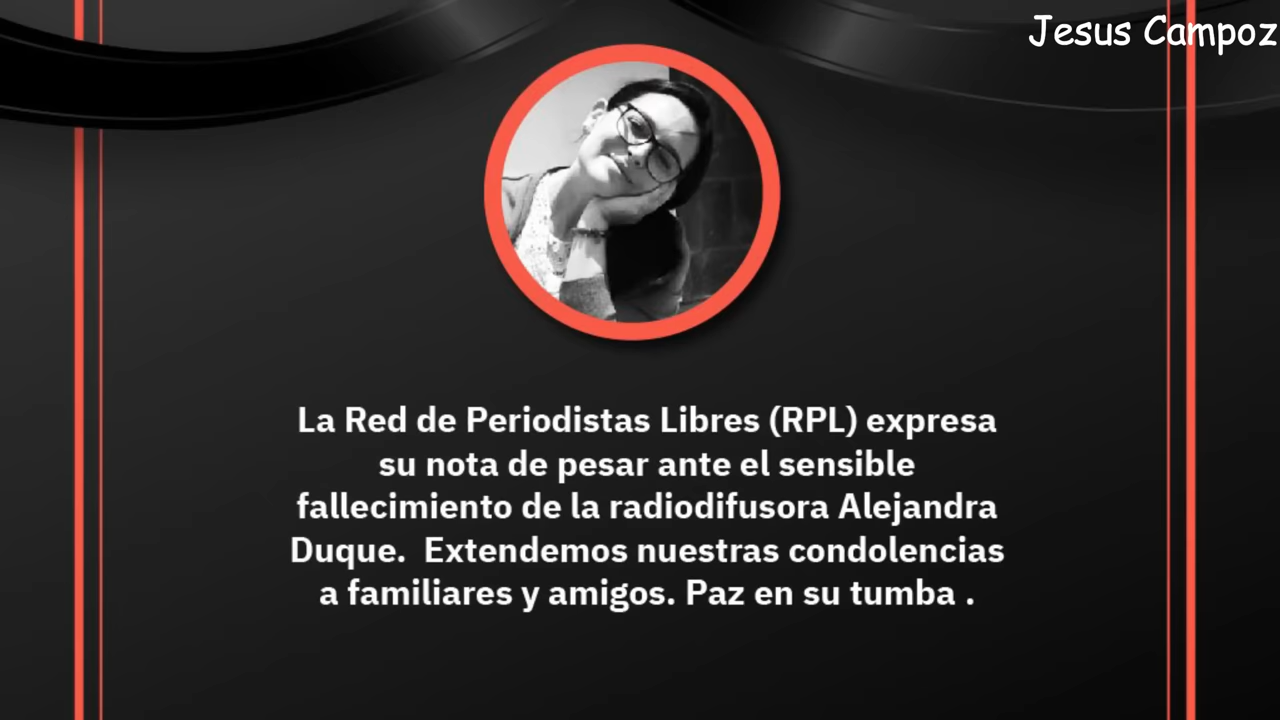 Jesus Campoz
La Red de Periodistas Libres (RPL) expresa
su nota de pesar ante el sensible
fallecimiento de la radiodifusora Alejandra
Duque.  Extendemos nuestras condolencias
a familiares y amigos. Paz en su tumba .